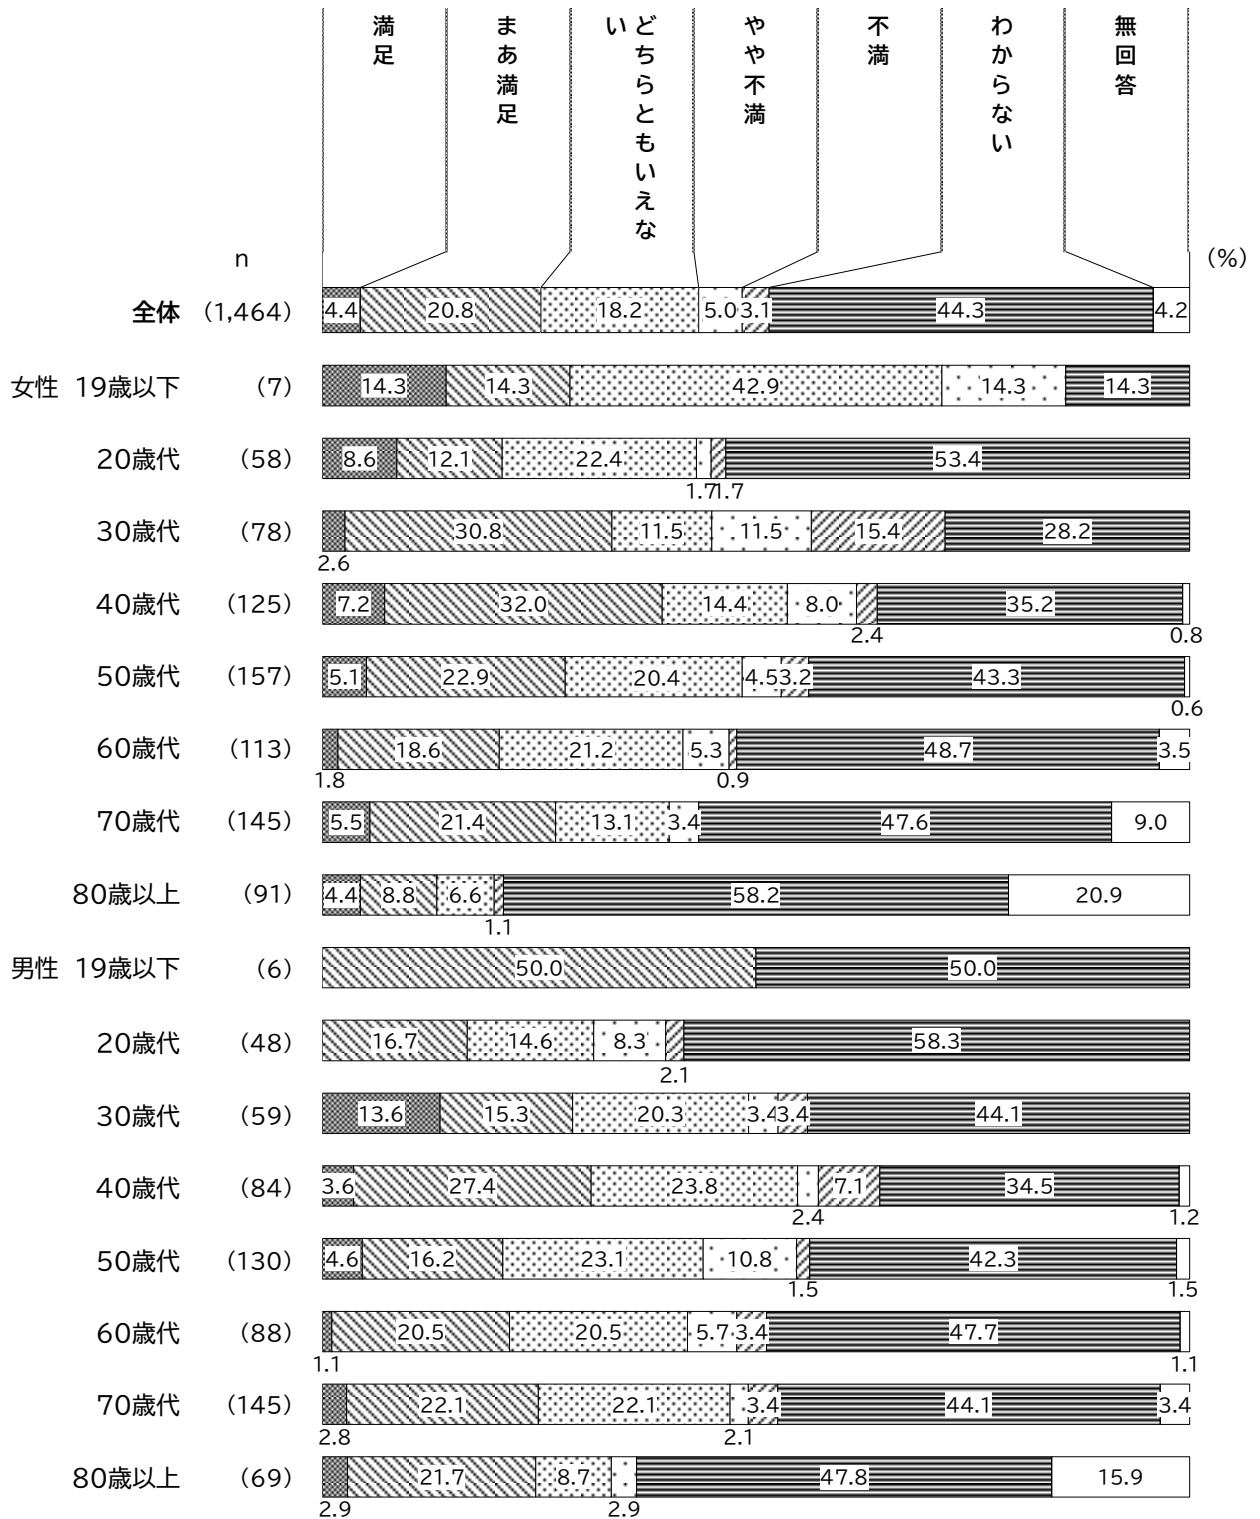 満足
まあ満足
どちらともいえな
い
やや不満
不満
わからない
無回答
n
(%)
全体 (1,464) 4.4 20.8 18.2 5.0 3.1 44.3 4.2
女性 19歳以下 (7) 14.3 14.3 42.9 14.3 14.3
20歳代 (58) 8.6 12.1 22.4 53.4
1.7 1.7
30歳代 (78) 30.8 11.5 11.5 15.4 28.2
2.6
40歳代 (125) 7.2 32.0 14.4 8.0 35.2
2.4 0.8
50歳代 (157) 5.1 22.9 20.4 4.5 3.2 43.3
0.6
60歳代 (113) 18.6 21.2 5.3 48.7 3.5
1.8 0.9
70歳代 (145) 5.5 21.4 13.1 3.4 47.6 9.0
80歳以上 (91) 4.4 8.8 6.6 58.2 20.9
1.1
男性 19歳以下 (6) 50.0 50.0
20歳代 (48) 16.7 14.6 8.3 58.3
2.1
30歳代 (59) 13.6 15.3 20.3 3.4 3.4 44.1
40歳代 (84) 3.6 27.4 23.8 7.1 34.5
2.4 1.2
50歳代 (130) 4.6 16.2 23.1 10.8 42.3
1.5 1.5
60歳代 (88) 20.5 20.5 5.7 3.4 47.7
1.1 1.1
70歳代 (145) 22.1 22.1 3.4 44.1 3.4
2.8 2.1
80歳以上 (69) 21.7 8.7 47.8 15.9
2.9 2.9